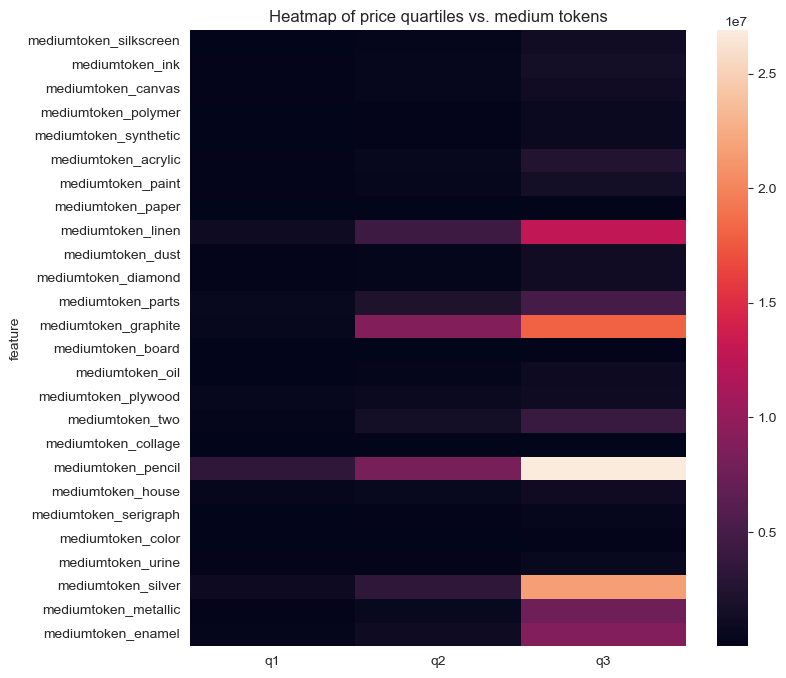 Heatmap of price quartiles vs. medium tokens
1e7
mediumtoken_silkscreen
mediumtoken_ink
mediumtoken_canvas
mediumtoken_polymer
mediumtoken_synthetic
mediumtoken_acrylic
mediumtoken_paint
mediumtoken_paper
mediumtoken_linen
mediumtoken_dust
mediumtoken_diamond
mediumtoken_parts
mediumtoken_graphite
mediumtoken_board
mediumtoken_oil
mediumtoken_plywood
mediumtoken_two
mediumtoken_collage
mediumtoken_pencil
mediumtoken_house
mediumtoken_serigraph
mediumtoken_color
mediumtoken_urine
mediumtoken_silver
mediumtoken_metallic
mediumtoken_enamel
feature
q1
q2
q3
2.5
2.0
1.5
1.0
0.5